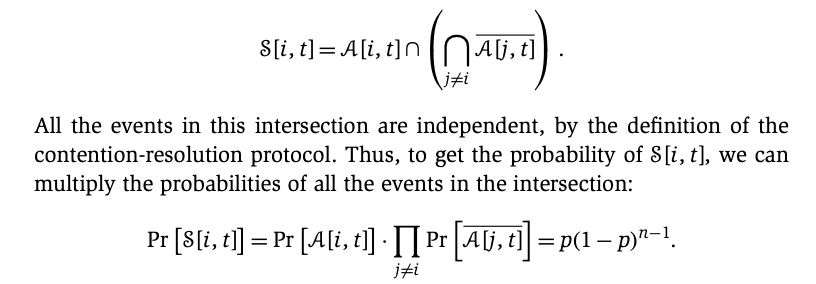 𝒮[i, t] = 𝒜[i, t] ∩ (⋂_{j≠i} \overline{𝒜[j, t]}) .
All the events in this intersection are independent, by the definition of the
contention-resolution protocol. Thus, to get the probability of 𝒮[i, t], we can
multiply the probabilities of all the events in the intersection:
Pr [𝒮[i, t]] = Pr [𝒜[i, t]] · ∏_{j≠i} Pr [\overline{𝒜[j, t]}] = p(1 − p)^{n−1}.